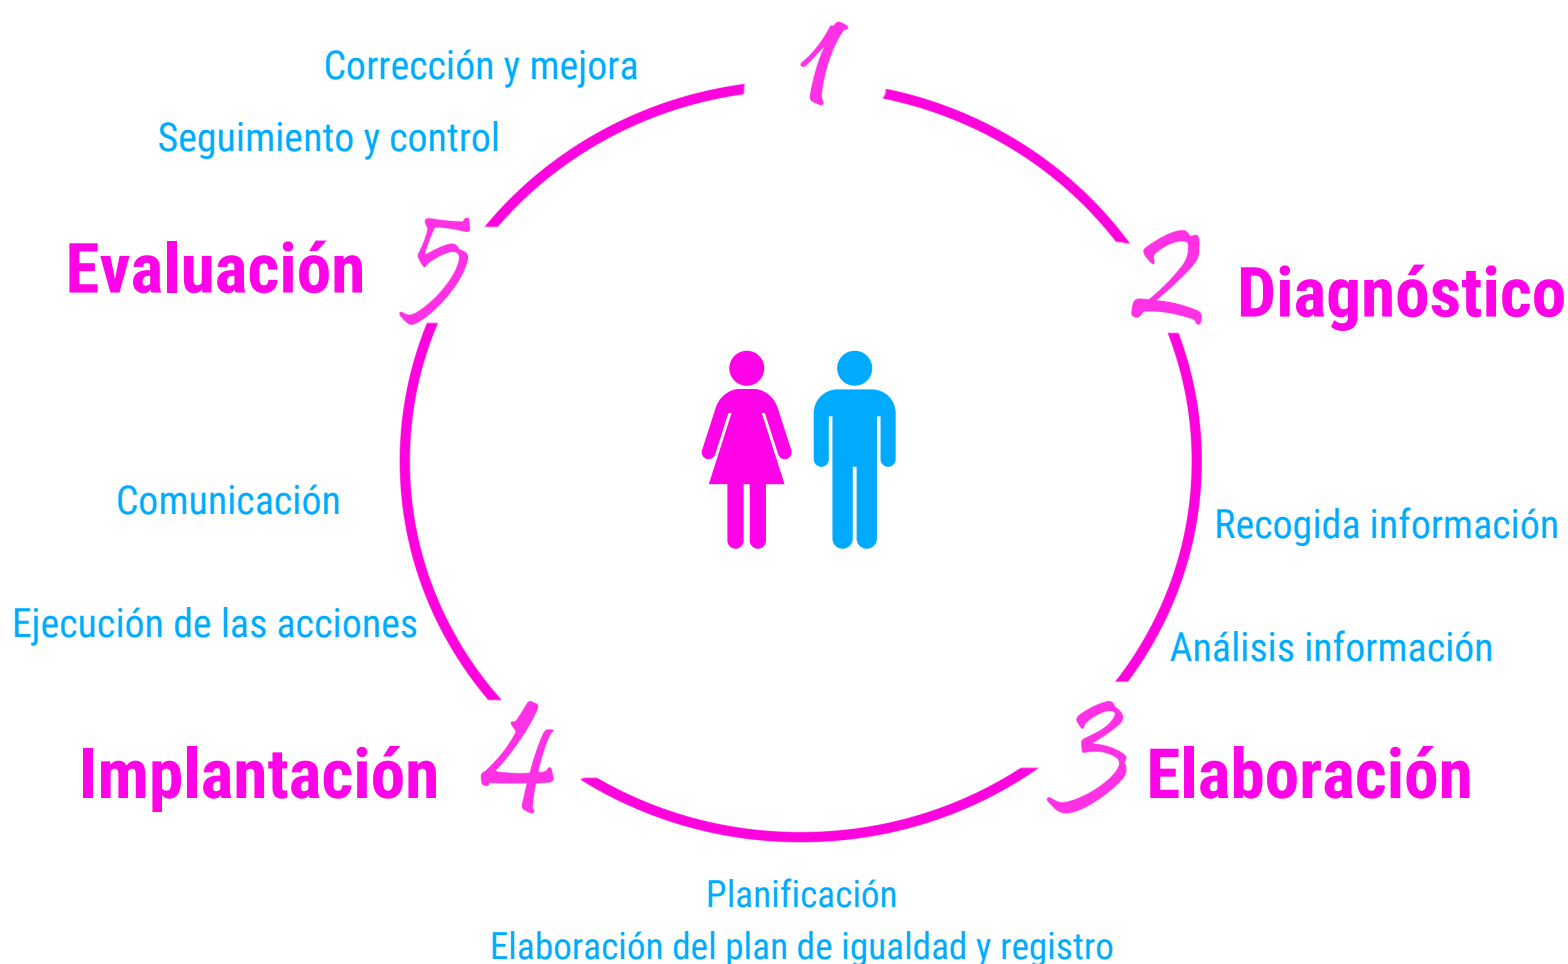 1
Corrección y mejora
Seguimiento y control
5
Evaluación
2
Diagnóstico
Comunicación
Recogida información
Ejecución de las acciones
Análisis información
Implantación
4
3
Elaboración
Planificación
Elaboración del plan de igualdad y registro